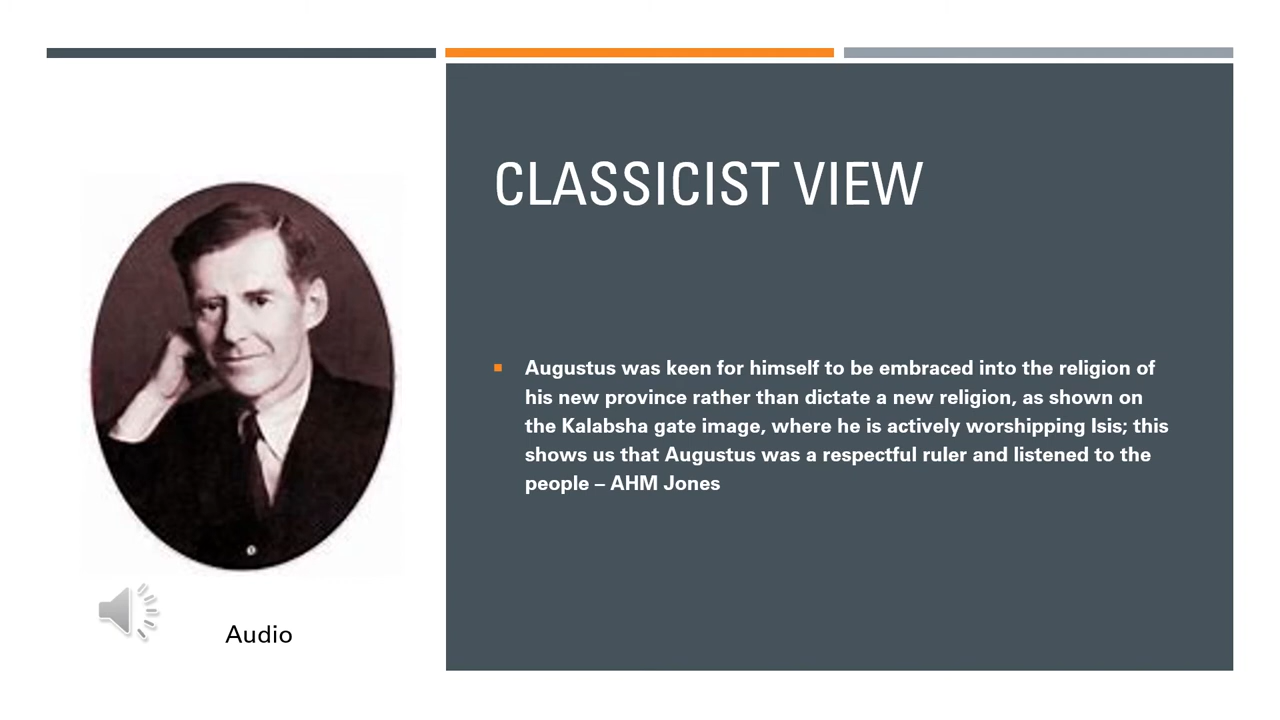 CLASSICIST VIEW
Augustus was keen for himself to be embraced into the religion of
his new province rather than dictate a new religion, as shown on
the Kalabsha gate image, where he is actively worshipping Isis; this
shows us that Augustus was a respectful ruler and listened to the
people – AHM Jones
Audio